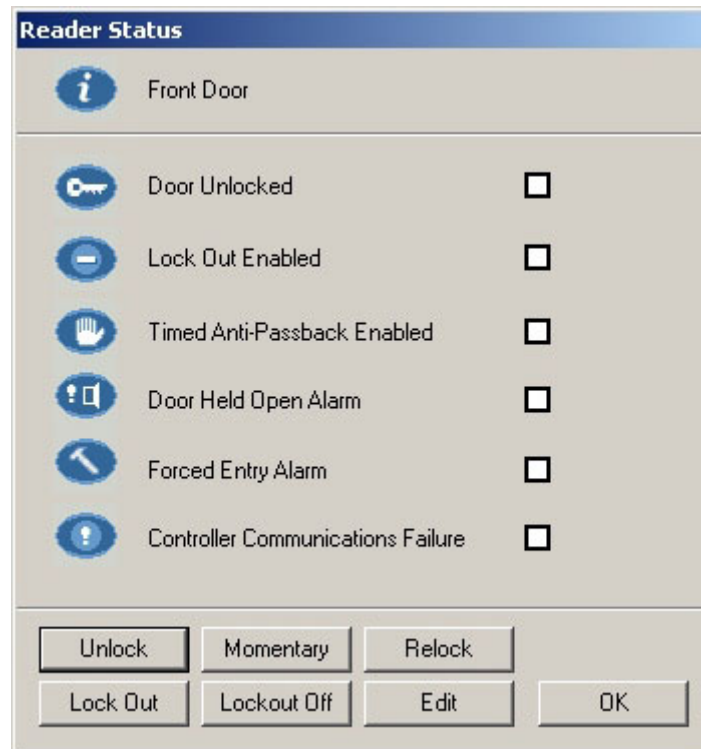 Reader Status
Front Door
Door Unlocked
Lock Out Enabled
Timed Anti-Passback Enabled
Door Held Open Alarm
Forced Entry Alarm
Controller Communications Failure
Unlock Momentary Relock
Lock Out Lockout Off Edit OK